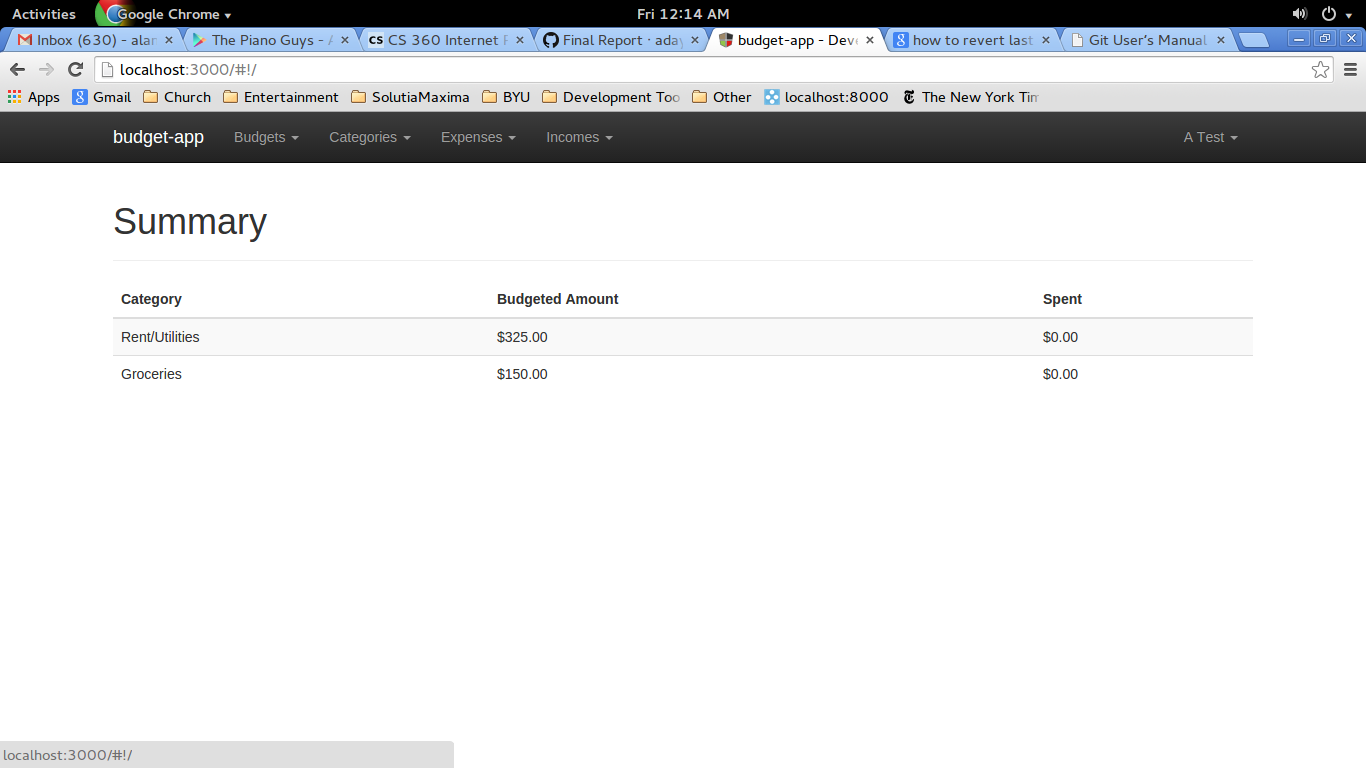 Activities Google Chrome Fri 12:14 AM
Inbox (630) - alan The Piano Guys - A CS CS 360 Internet P Final Report · aday budget-app - Deve how to revert last Git User's Manual
localhost:3000/#!/
Apps Gmail Church Entertainment SolutiaMaxima BYU Development Too Other localhost:8000 The New York Tim
budget-app Budgets Categories Expenses Incomes A Test
Summary
Category Budgeted Amount Spent
Rent/Utilities $325.00 $0.00
Groceries $150.00 $0.00
localhost:3000/#!/